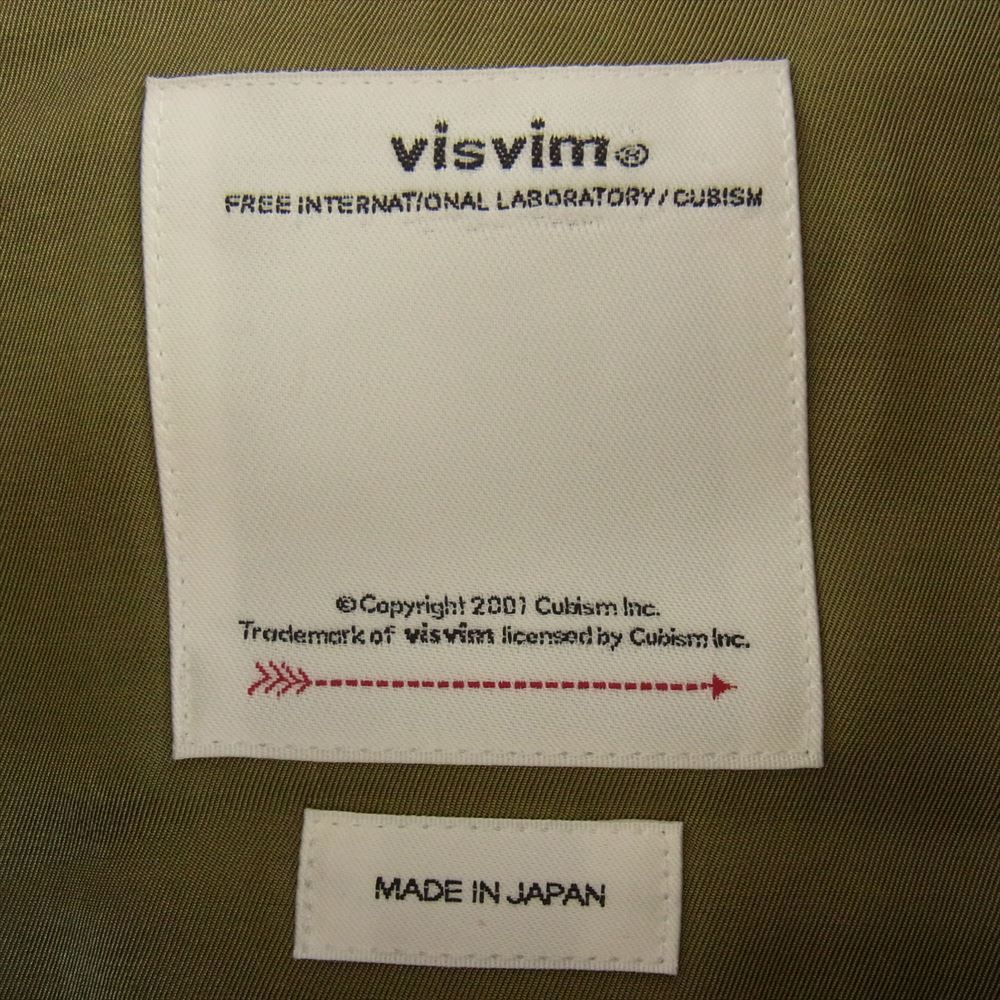 visvim®
FREE INTERNATIONAL LABORATORY / CUBISM
©Copyright 2001 Cubism Inc.
Trademark of visvim licensed by Cubism Inc.
MADE IN JAPAN